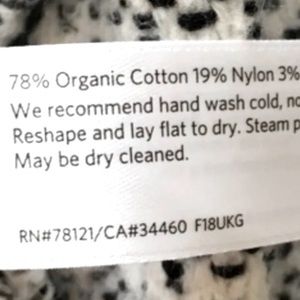 78% Organic Cotton 19% Nylon 3%
We recommend hand wash cold,
Reshape and lay flat to dry. Steam
May be dry cleaned.
RN#78121/CA#34460 F18UKG